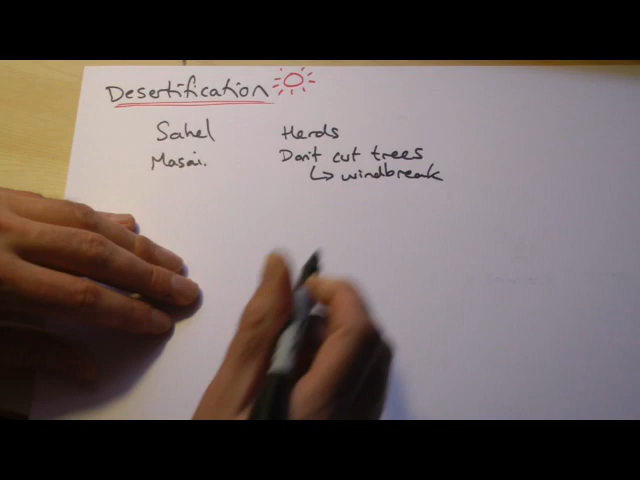 Desertification
Sahel Herds
Masai. Don't cut trees
↳ windbreak